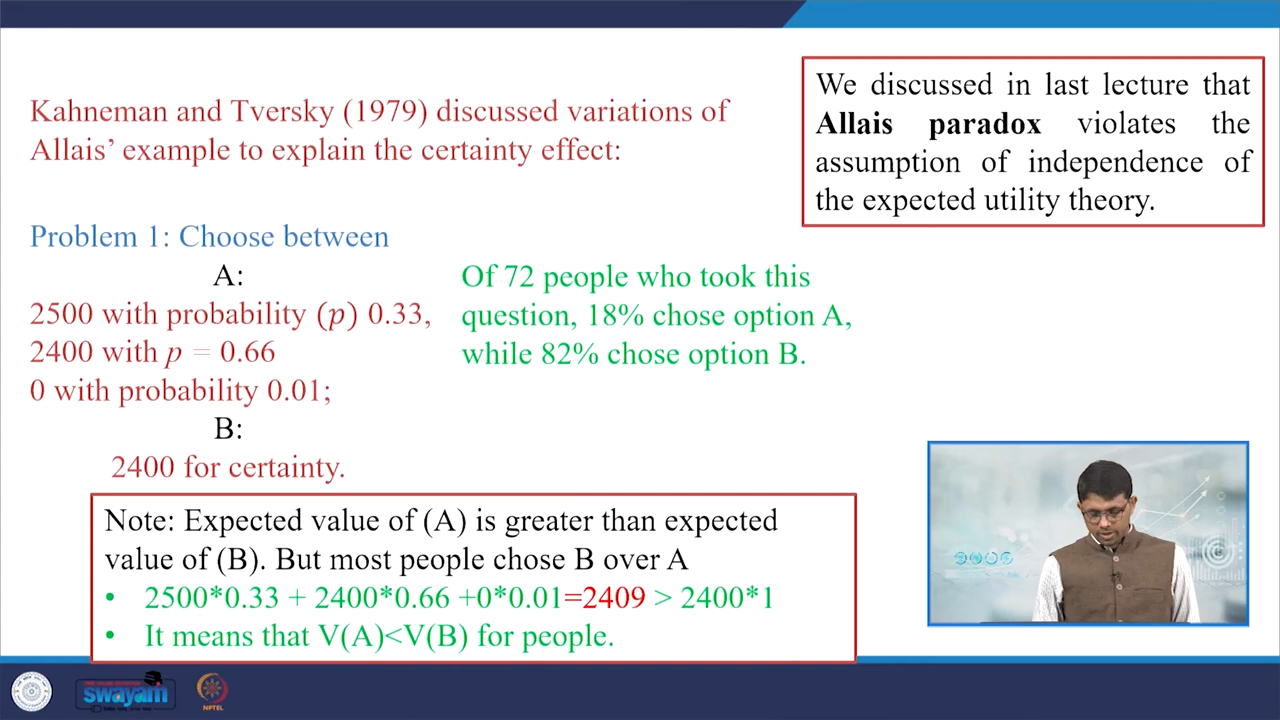 Kahneman and Tversky (1979) discussed variations of
Allais’ example to explain the certainty effect:
We discussed in last lecture that
Allais paradox violates the
assumption of independence of
the expected utility theory.
Problem 1: Choose between
A:
2500 with probability (p) 0.33,
2400 with p = 0.66
0 with probability 0.01;
B:
2400 for certainty.
Of 72 people who took this
question, 18% chose option A,
while 82% chose option B.
Note: Expected value of (A) is greater than expected
value of (B). But most people chose B over A
• 2500*0.33 + 2400*0.66 +0*0.01=2409 > 2400*1
• It means that V(A)<V(B) for people.
swayam
NPTEL